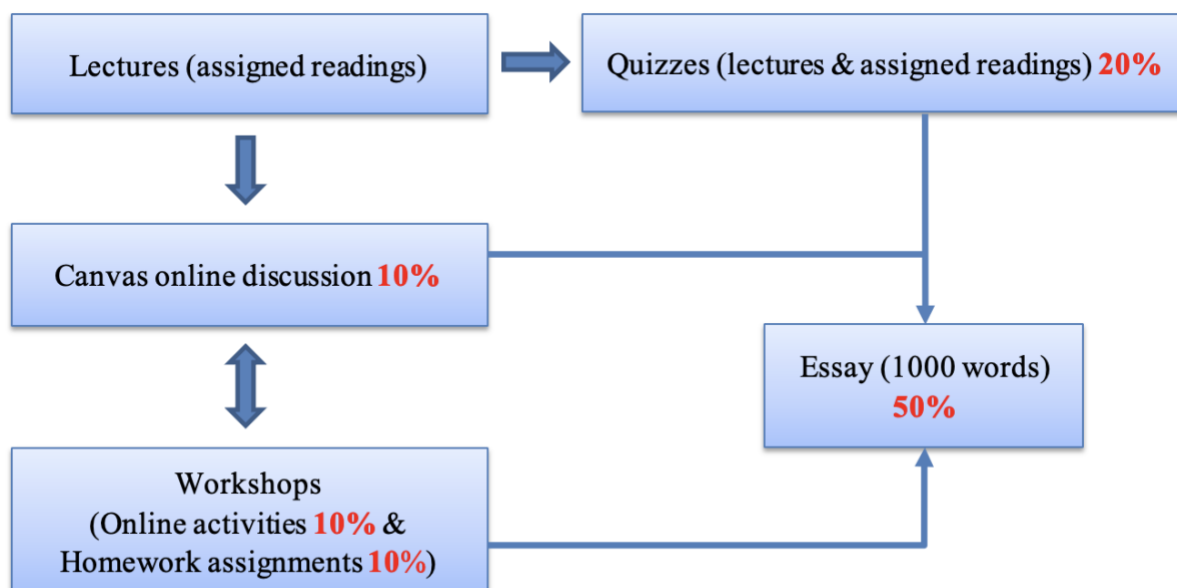 Lectures (assigned readings)
Quizzes (lectures & assigned readings) 20%
Canvas online discussion 10%
Essay (1000 words)
50%
Workshops
(Online activities 10% &
Homework assignments 10%)